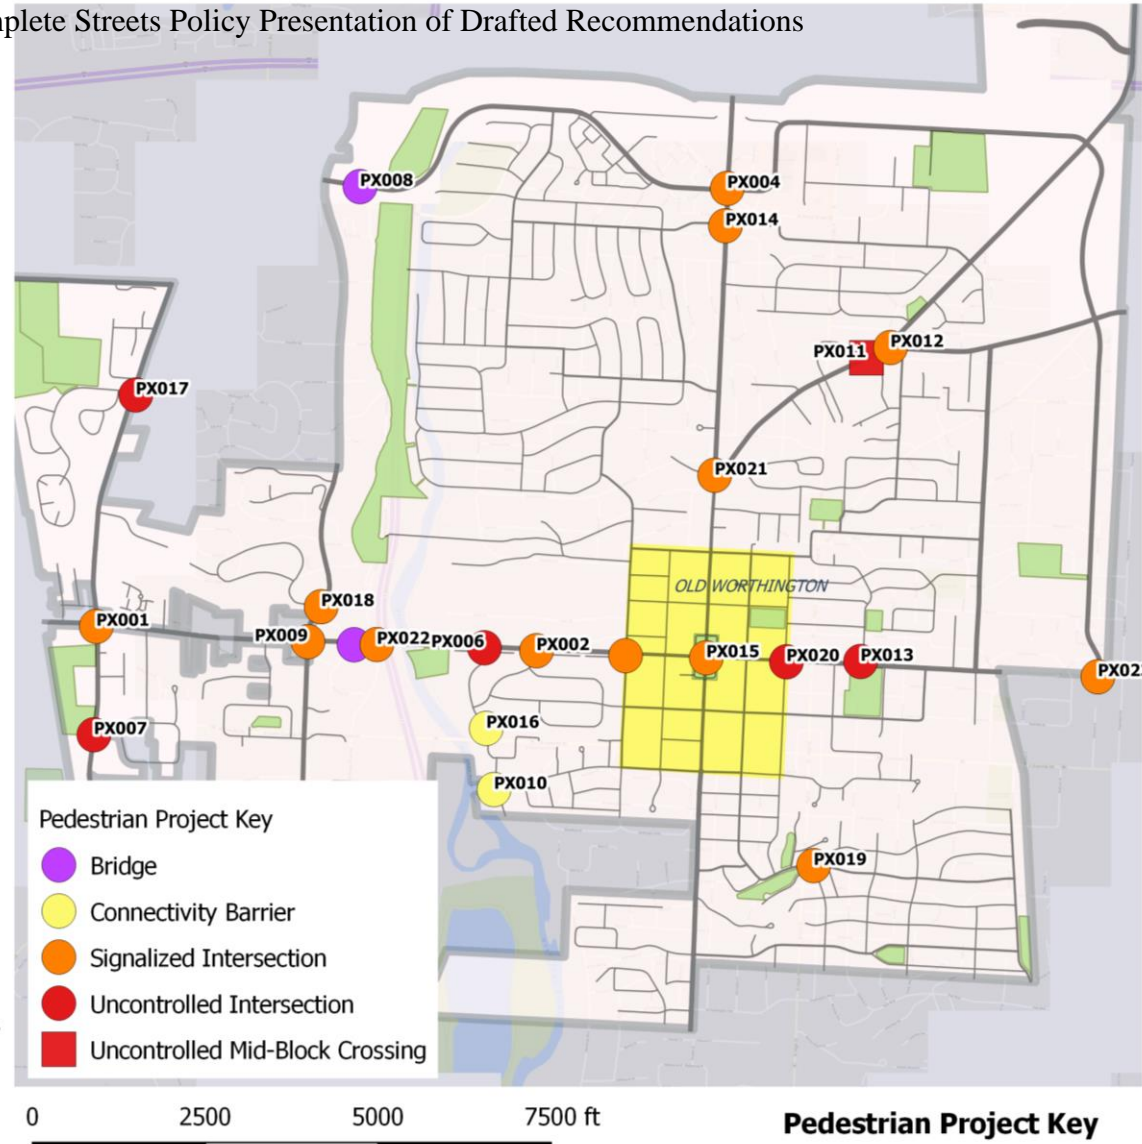 nplete Streets Policy Presentation of Drafted Recommendations
PX008
PX004
PX014
PX012
PX011
PX017
PX021
OLD WORTHINGTON
PX018
PX001
PX009
PX022
PX006
PX002
PX015
PX020
PX013
PX02
PX016
PX007
PX010
PX019
Pedestrian Project Key
Bridge
Connectivity Barrier
Signalized Intersection
Uncontrolled Intersection
Uncontrolled Mid-Block Crossing
0 2500 5000 7500 ft
Pedestrian Project Key